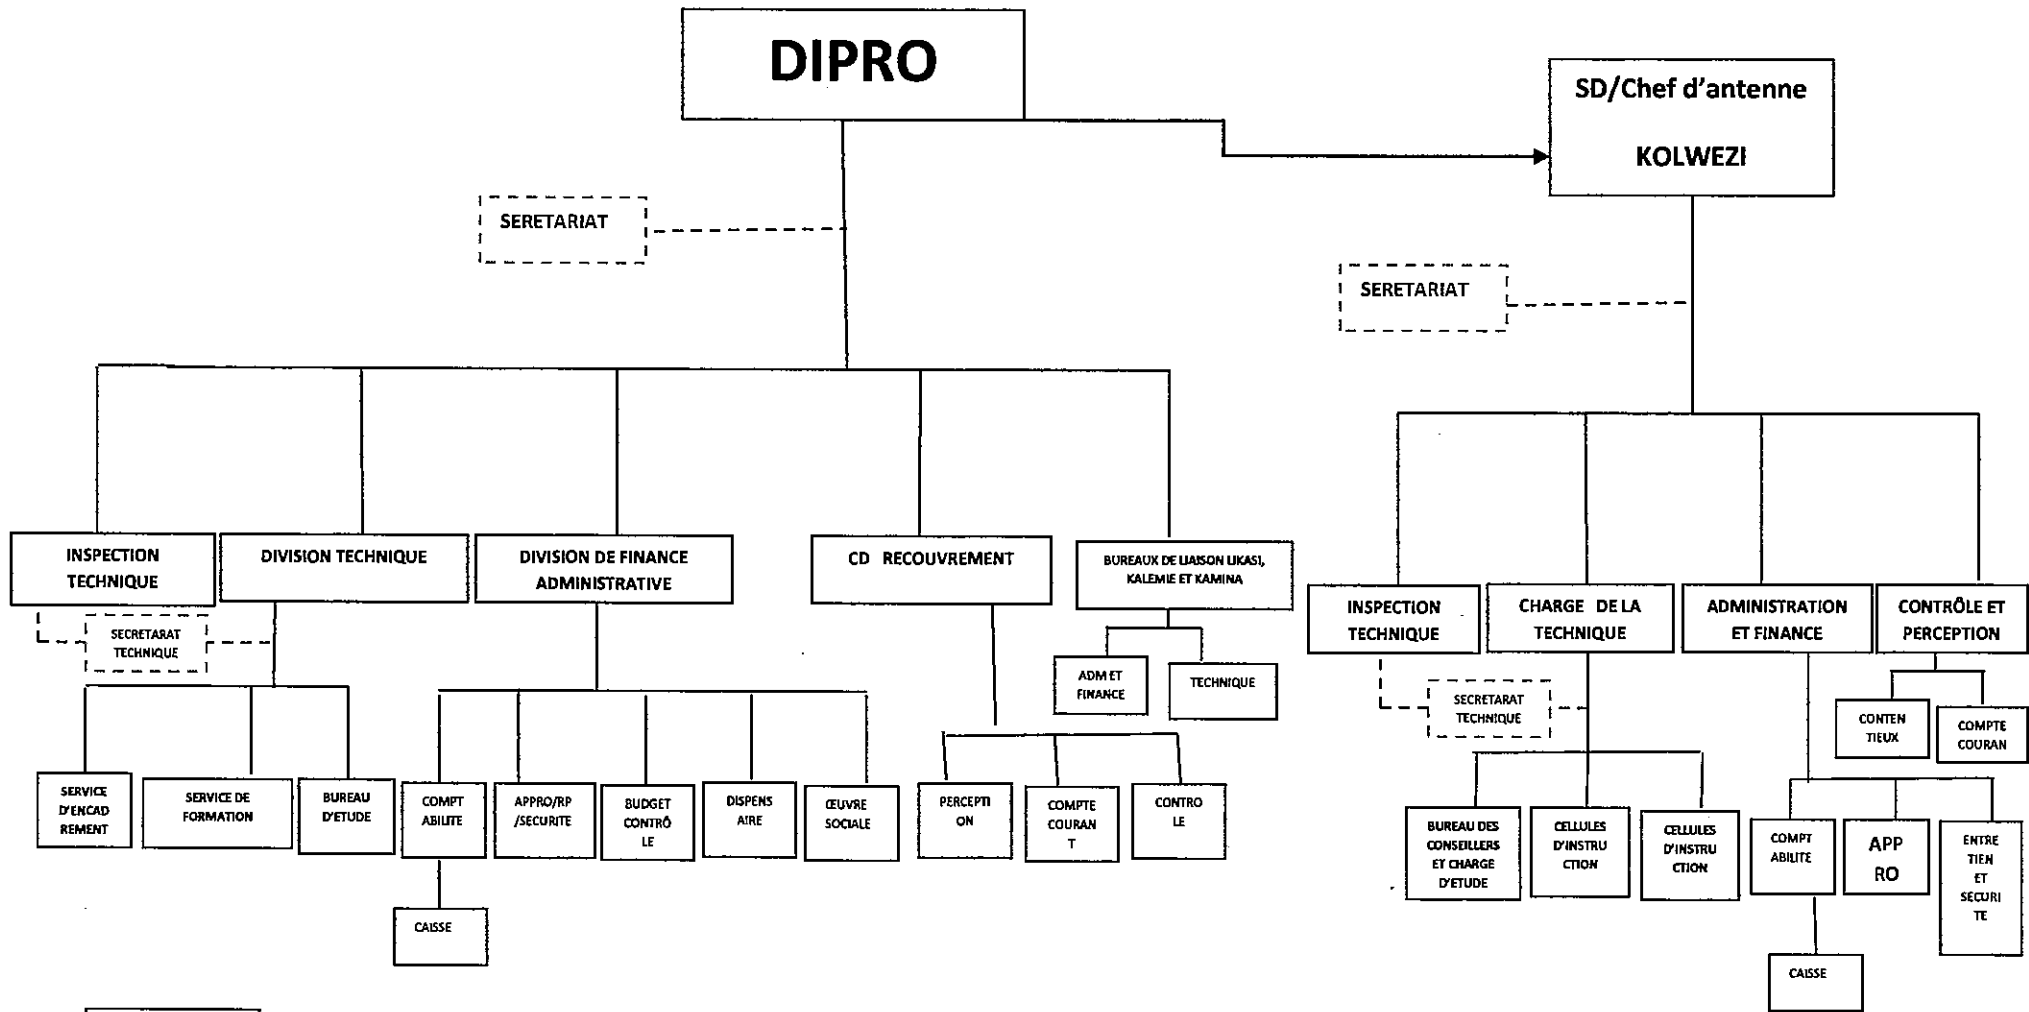 DIPRO
SD/Chef d'antenne
KOLWEZI
SERETARIAT
SERETARIAT
INSPECTION
TECHNIQUE
DIVISION TECHNIQUE
DIVISION DE FINANCE
ADMINISTRATIVE
CD RECOUVREMENT
BUREAUX DE LIAISON LIKASI,
KALEMIE ET KAMINA
INSPECTION
TECHNIQUE
CHARGE DE LA
TECHNIQUE
ADMINISTRATION
ET FINANCE
CONTRÔLE ET
PERCEPTION
SECRETARAT
TECHNIQUE
ADM ET
FINANCE
TECHNIQUE
SECRETARAT
TECHNIQUE
CONTEN
TIEUX
COMPTE
COURAN
SERVICE
D'ENCAD
REMENT
SERVICE DE
FORMATION
BUREAU
D'ETUDE
COMPT
ABILITE
APPRO/RP
/SECURITE
BUDGET
CONTRÔ
LE
DISPENS
AIRE
ŒUVRE
SOCIALE
PERCEPTI
ON
COMPTE
COURAN
T
CONTRO
LE
BUREAU DES
CONSEILLERS
ET CHARGE
D'ETUDE
CELLULES
D'INSTRU
CTION
CELLULES
D'INSTRU
CTION
COMPT
ABILITE
APP
RO
ENTRE
TIEN
ET
SECURI
TE
CAISSE
CAISSE